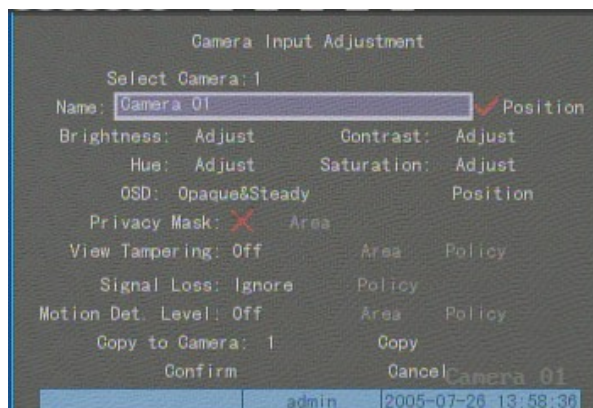 Camera Input Adjustment
Select Camera: 1
Name: Camera 01 Position
Brightness: Adjust Contrast: Adjust
Hue: Adjust Saturation: Adjust
OSD: Opaque&Steady Position
Privacy Mask: Area
View Tampering: Off Area Policy
Signal Loss: Ignore Policy
Motion Det. Level: Off Area Policy
Copy to Camera: 1 Copy
Confirm Cancel
Camera 01
admin 2005-07-26 13:58:36